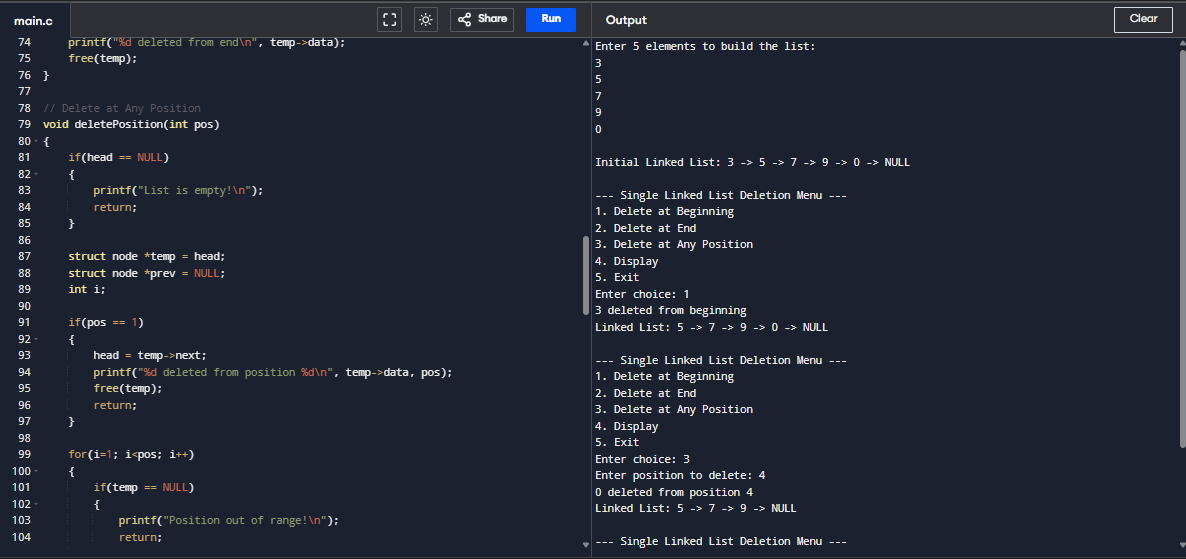 main.c
Share
Run
74 printf("%d deleted from end\n", temp->data);
75 free(temp);
76 }
77
78 // Delete at Any Position
79 void deletePosition(int pos)
80 {
81 if(head == NULL)
82 {
83 printf("List is empty!\n");
84 return;
85 }
86
87 struct node *temp = head;
88 struct node *prev = NULL;
89 int i;
90
91 if(pos == 1)
92 {
93 head = temp->next;
94 printf("%d deleted from position %d\n", temp->data, pos);
95 free(temp);
96 return;
97 }
98
99 for(i=1; i<pos; i++)
100 {
101 if(temp == NULL)
102 {
103 printf("Position out of range!\n");
104 return;
Output
Clear
Enter 5 elements to build the list:
3
5
7
9
0
Initial Linked List: 3 -> 5 -> 7 -> 9 -> 0 -> NULL
--- Single Linked List Deletion Menu ---
1. Delete at Beginning
2. Delete at End
3. Delete at Any Position
4. Display
5. Exit
Enter choice: 1
3 deleted from beginning
Linked List: 5 -> 7 -> 9 -> 0 -> NULL
--- Single Linked List Deletion Menu ---
1. Delete at Beginning
2. Delete at End
3. Delete at Any Position
4. Display
5. Exit
Enter choice: 3
Enter position to delete: 4
0 deleted from position 4
Linked List: 5 -> 7 -> 9 -> NULL
--- Single Linked List Deletion Menu ---